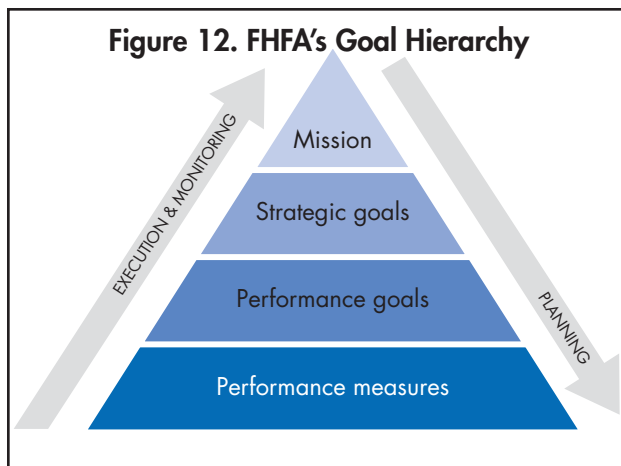 Figure 12. FHFA's Goal Hierarchy
Mission
EXECUTION & MONITORING
Strategic goals
Performance goals
PLANNING
Performance measures